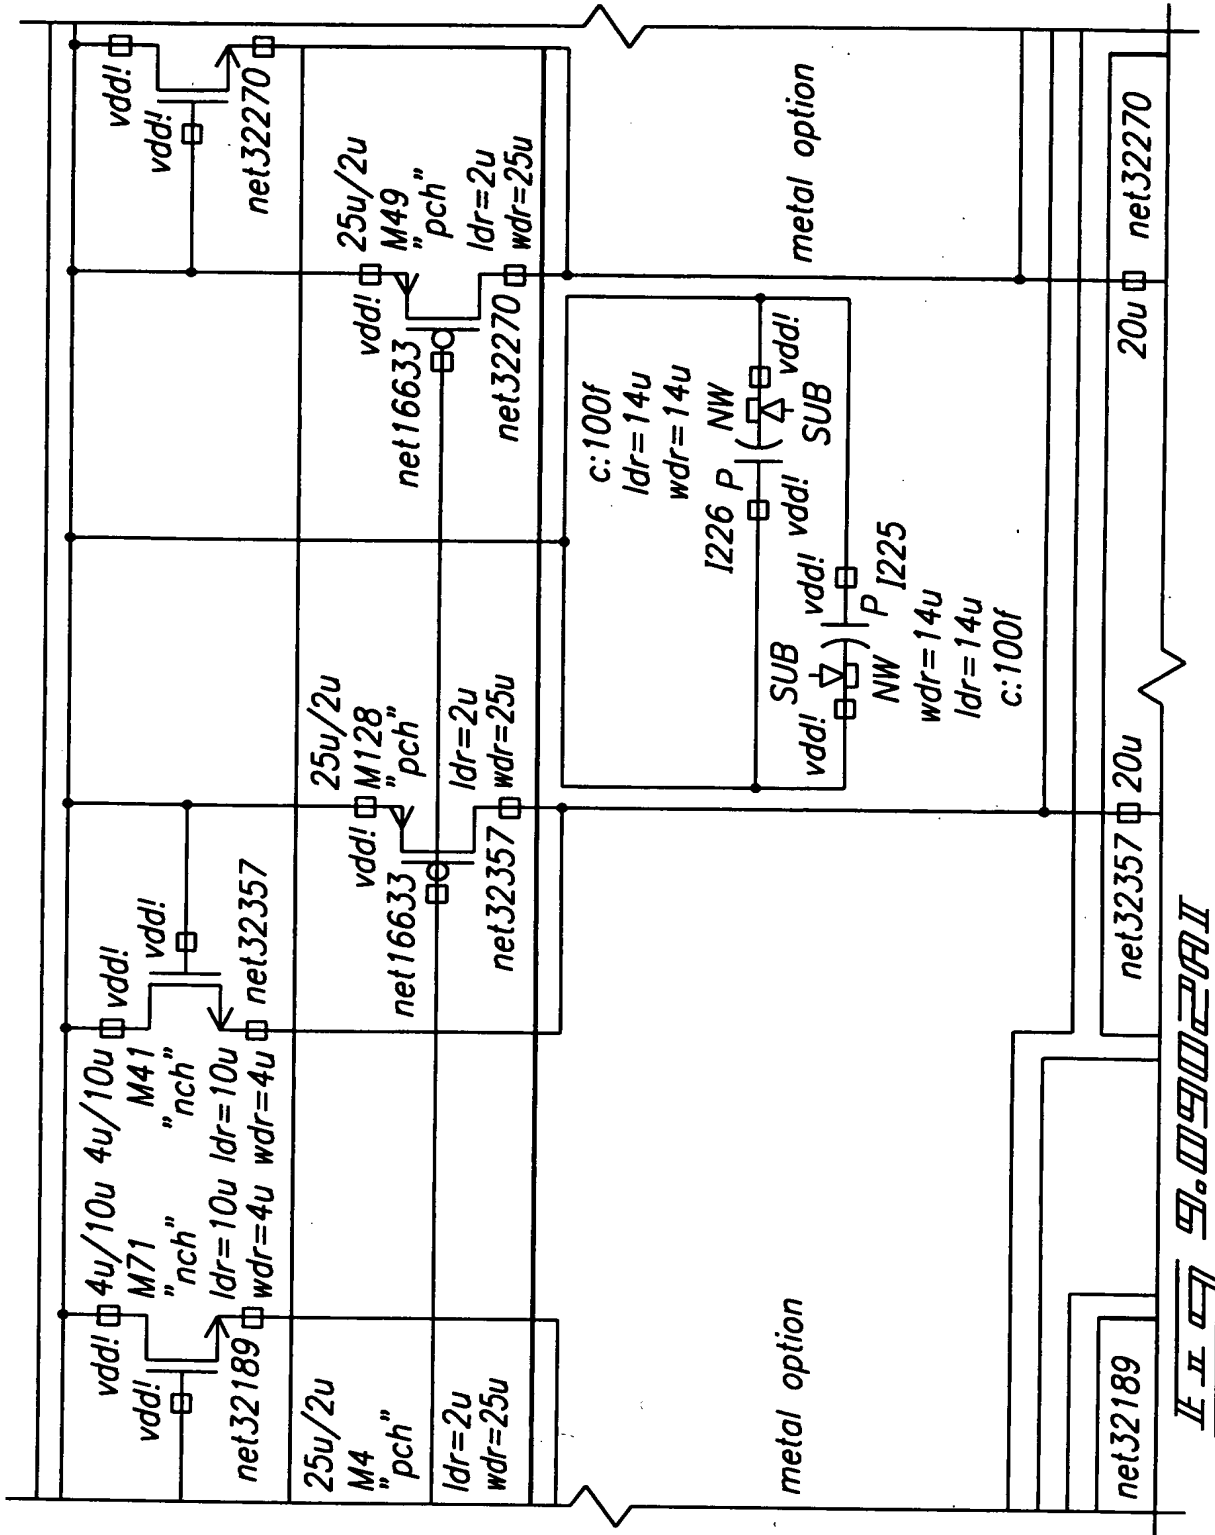 vdd!
vdd!
net32189
4u/10u
M71
"nch"
ldr=10u
wdr=4u
4u/10u
M41
"nch"
ldr=10u
wdr=4u
vdd!
vdd!
net32357
vdd!
vdd!
net32270
25u/2u
M4
"pch"
ldr=2u
wdr=25u
vdd!
net16633
net32357
25u/2u
M128
"pch"
ldr=2u
wdr=25u
vdd!
net16633
net32270
25u/2u
M49
"pch"
ldr=2u
wdr=25u
c:100f
ldr=14u
wdr=14u
I226
P
NW
vdd!
vdd!
SUB
SUB
vdd!
vdd!
NW
P
I225
wdr=14u
ldr=14u
c:100f
metal option
metal option
net32189
net32357
20u
20u
net32270
9.0902AII